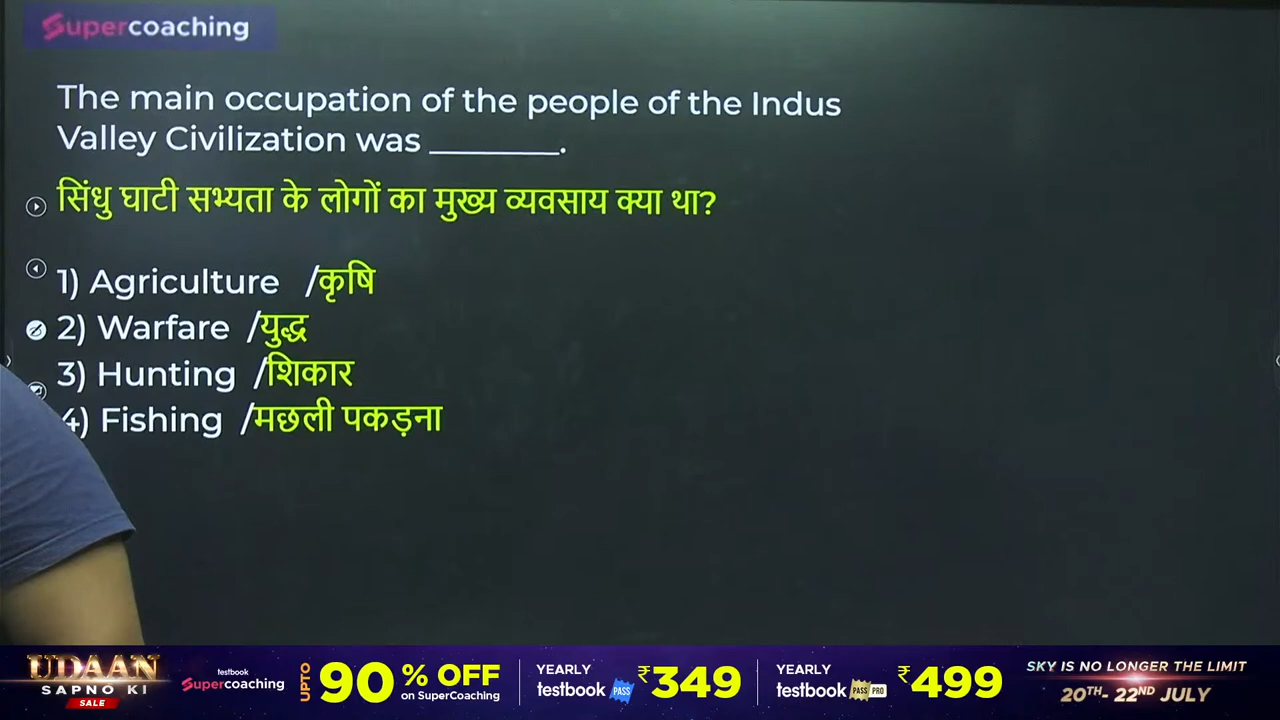 Supercoaching
The main occupation of the people of the Indus
Valley Civilization was ________.
सिंधु घाटी सभ्यता के लोगों का मुख्य व्यवसाय क्या था?
1) Agriculture /कृषि
2) Warfare /युद्ध
3) Hunting /शिकार
4) Fishing /मछली पकड़ना
UDAAN
SAPNO KI
SALE
testbook
Supercoaching
UPTO 90% OFF
on SuperCoaching
YEARLY
testbook PASS
₹349
YEARLY
testbook PASS PRO
₹499
SKY IS NO LONGER THE LIMIT
20TH- 22ND JULY